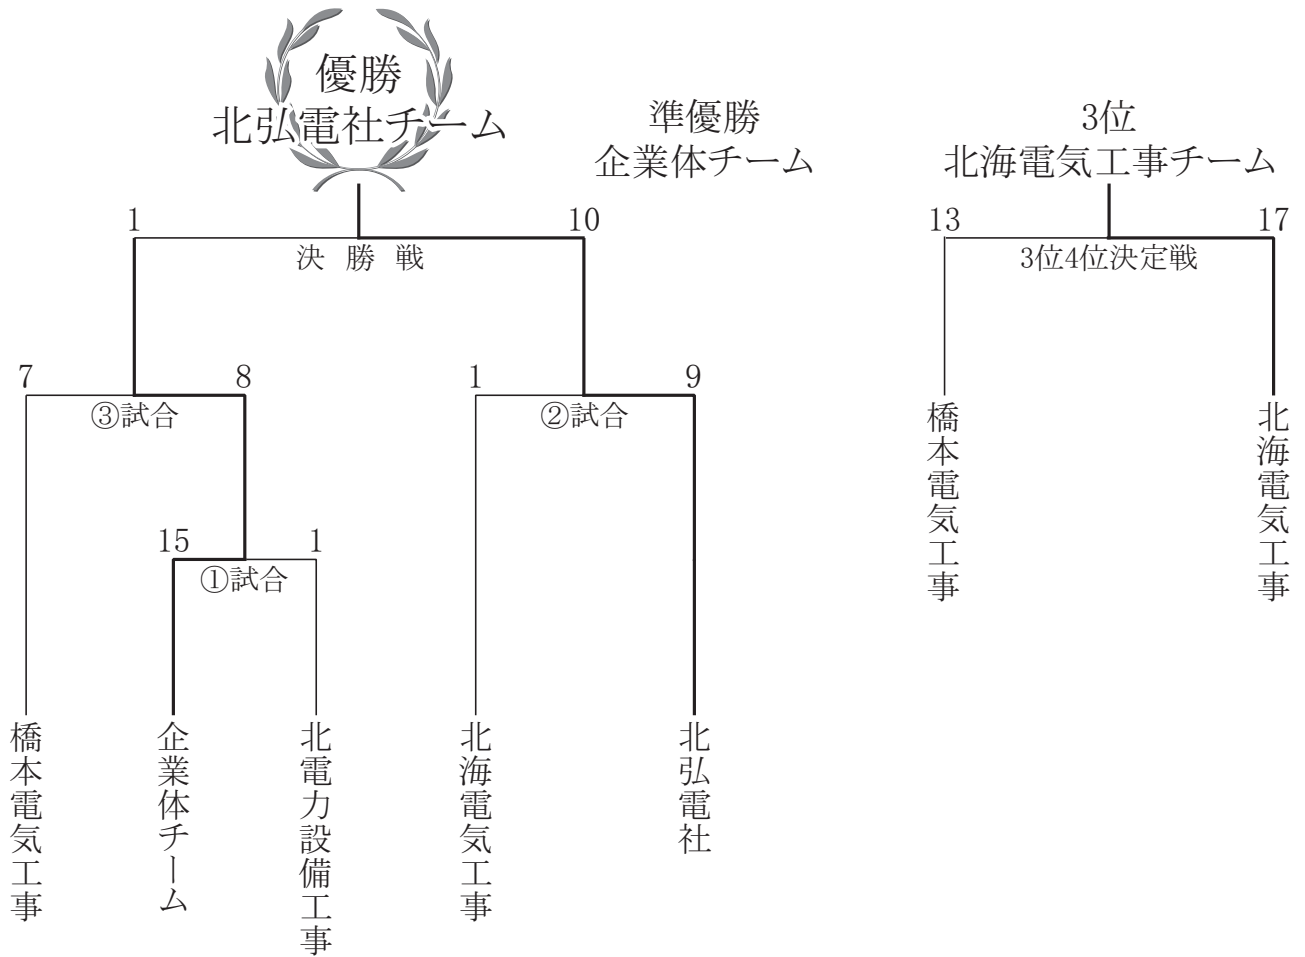 優勝
北弘電社チーム
準優勝
企業体チーム
3位
北海電気工事チーム
1
10
決勝戦
13
17
3位4位決定戦
7
8
③試合
1
9
②試合
橋本電気工事
北海電気工事
15
1
①試合
橋本電気工事
企業体チーム
北電力設備工事
北海電気工事
北弘電社